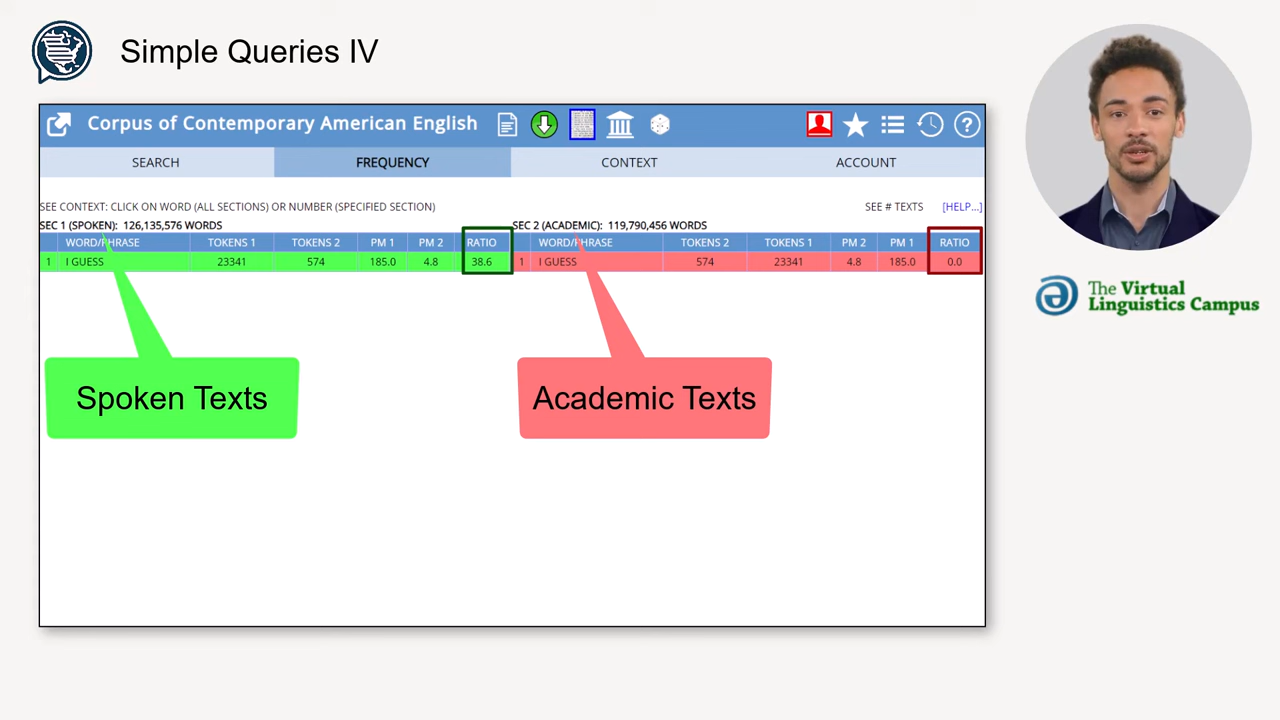 Simple Queries IV
Corpus of Contemporary American English
SEARCH FREQUENCY CONTEXT ACCOUNT
SEE CONTEXT: CLICK ON WORD (ALL SECTIONS) OR NUMBER (SPECIFIED SECTION) SEE # TEXTS [HELP...]
SEC 1 (SPOKEN): 126,135,576 WORDS SEC 2 (ACADEMIC): 119,790,456 WORDS
WORD/PHRASE TOKENS 1 TOKENS 2 PM 1 PM 2 RATIO WORD/PHRASE TOKENS 2 TOKENS 1 PM 2 PM 1 RATIO
1 I GUESS 23341 574 185.0 4.8 38.6 1 I GUESS 574 23341 4.8 185.0 0.0
Spoken Texts Academic Texts
The Virtual
Linguistics Campus